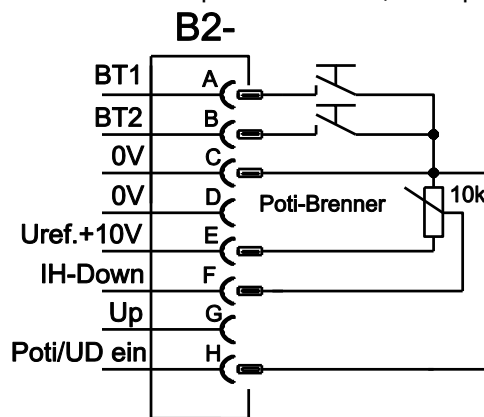 B2-
BT1 A
BT2 B
0V C
0V D Poti-Brenner 10k
Uref.+10V E
IH-Down F
Up G
Poti/UD ein H